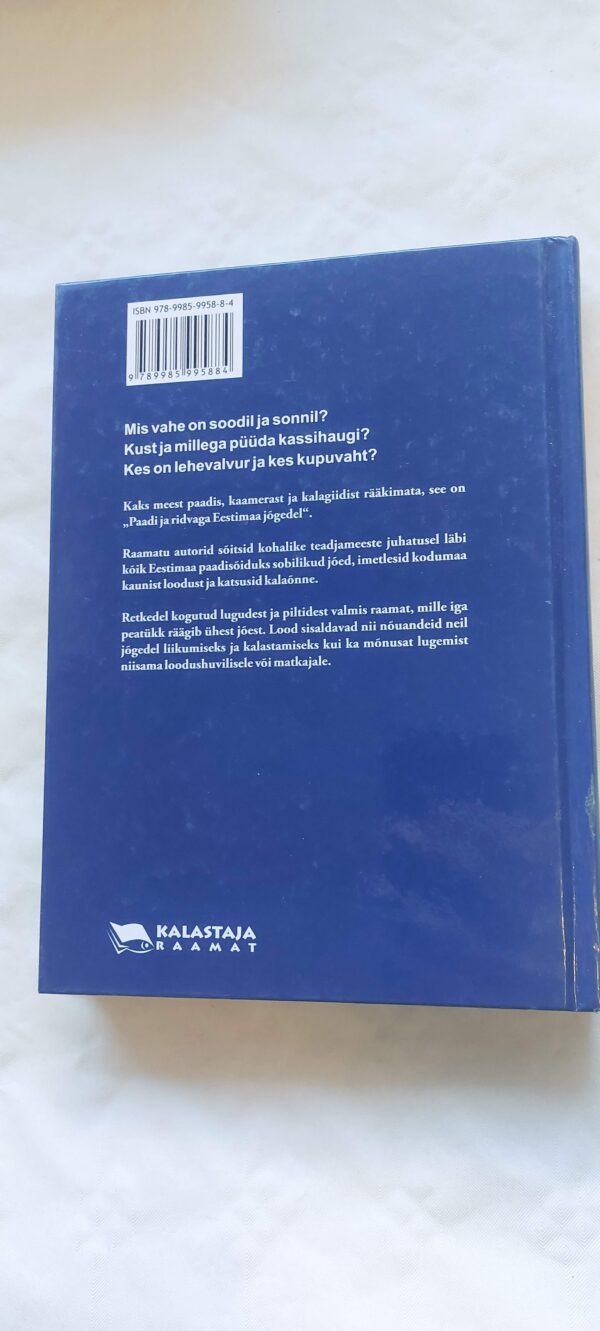 ISBN 978-9985-9958-8-4
9 789985 995884
Mis vahe on soodil ja sonnil?
Kust ja millega püüda kassihaugi?
Kes on lehevalvur ja kes kupuvaht?
Kaks meest paadis, kaamerast ja kalagiidist rääkimata, see on
„Paadi ja ridvaga Eestimaa jõgedel“.
Raamatu autorid sõitsid kohalike teadjameeste juhatusel läbi
kõik Eestimaa paadisõiduks sobilikud jõed, imetlesid kodumaa
kaunist loodust ja katsusid kalaõnne.
Retkedel kogutud lugudest ja piltidest valmis raamat, mille iga
peatükk räägib ühest jõest. Lood sisaldavad nii nõuandeid neil
jõgedel liikumiseks ja kalastamiseks kui ka mõnusat lugemist
niisama loodushuvilisele või matkajale.
KALASTAJA
RAAMAT